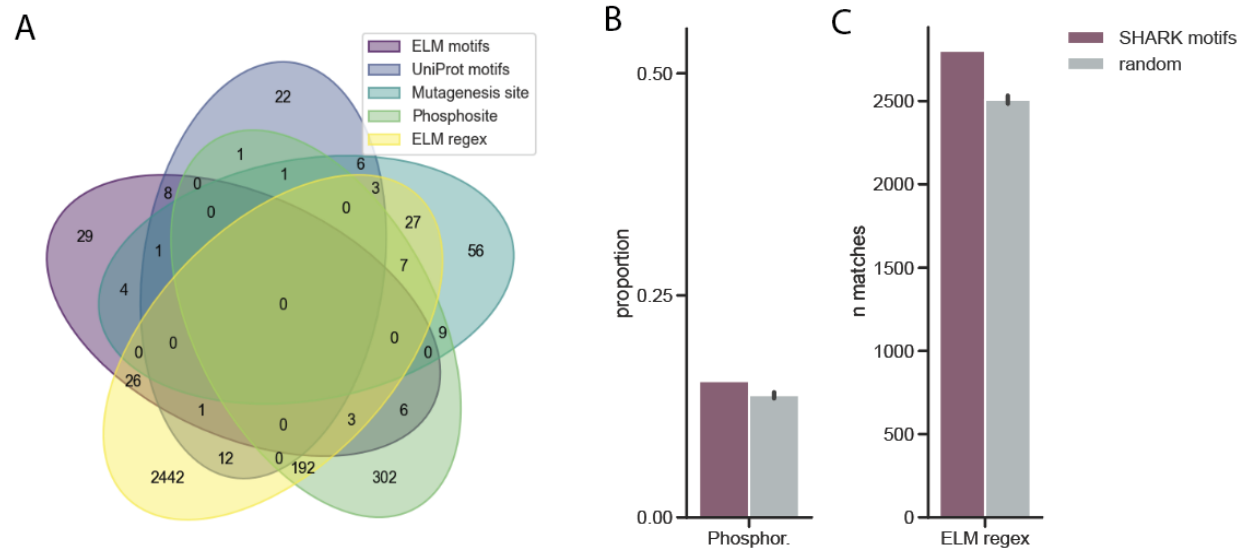 A
ELM motifs
UniProt motifs
Mutagenesis site
Phosphosite
ELM regex
22
1
6
0
1
3
8
0
0
27
29
1
7
56
4
0
9
0
0
0
0
0
26
1
3
6
0
12
0
192
2442
302
B
proportion
0.50
0.25
0.00
Phosphor.
C
n matches
2500
2000
1500
1000
500
0
ELM regex
SHARK motifs
random